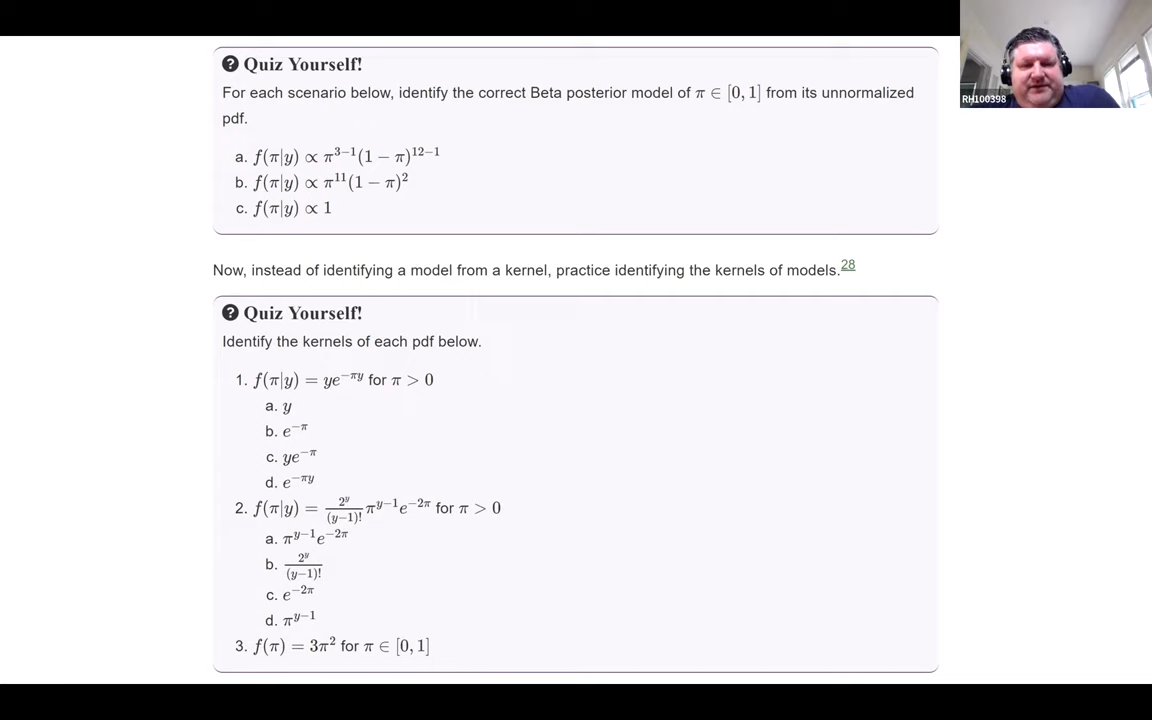 Quiz Yourself!
For each scenario below, identify the correct Beta posterior model of π ∈ [0, 1] from its unnormalized
pdf.
a. f(π|y) ∝ π^{3−1}(1 − π)^{12−1}
b. f(π|y) ∝ π^{11}(1 − π)^2
c. f(π|y) ∝ 1
Now, instead of identifying a model from a kernel, practice identifying the kernels of models.28
Quiz Yourself!
Identify the kernels of each pdf below.
1. f(π|y) = ye^{−πy} for π > 0
a. y
b. e^{−π}
c. ye^{−π}
d. e^{−πy}
2. f(π|y) = \frac{2^y}{(y−1)!} π^{y−1}e^{−2π} for π > 0
a. π^{y−1}e^{−2π}
b. \frac{2^y}{(y−1)!}
c. e^{−2π}
d. π^{y−1}
3. f(π) = 3π^2 for π ∈ [0, 1]
RH100398